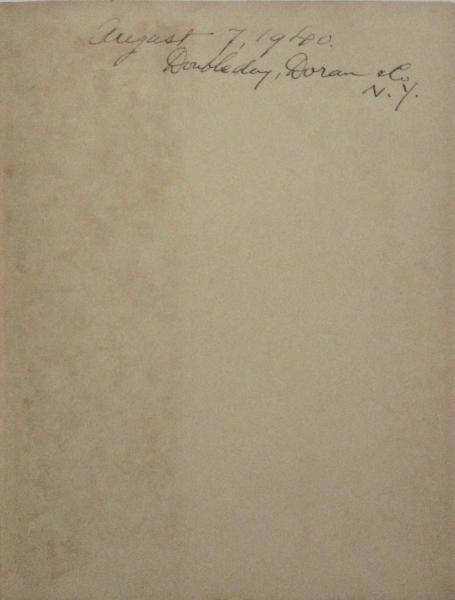 August 7, 1940.
Doubleday, Doran & Co
N.Y.